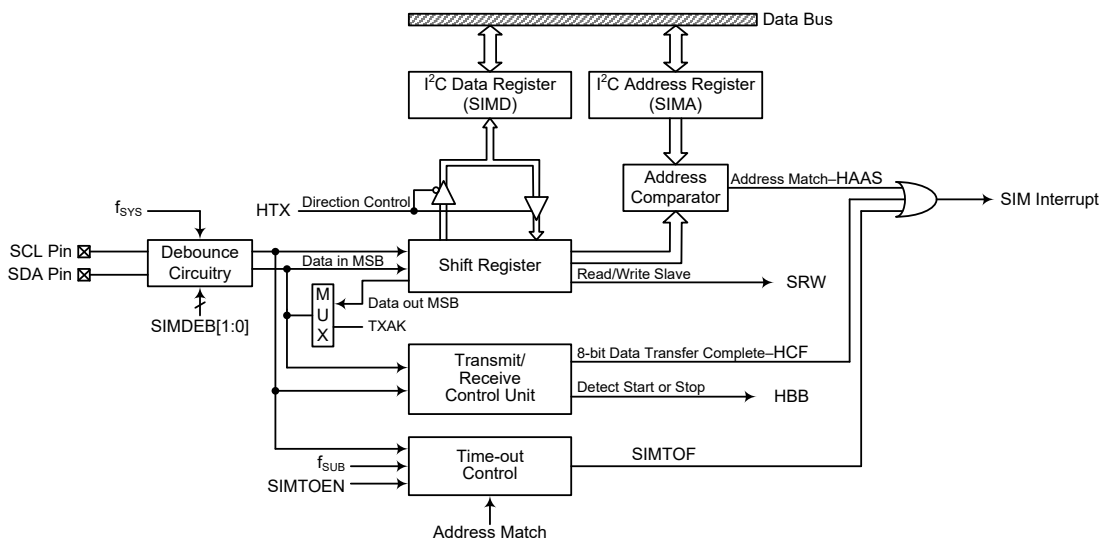 Data Bus
I²C Data Register
(SIMD)
I²C Address Register
(SIMA)
Address
Comparator
Address Match–HAAS
SIM Interrupt
HTX
Direction Control
fSYS
SCL Pin
SDA Pin
Debounce
Circuitry
SIMDEB[1:0]
Data in MSB
Shift Register
Read/Write Slave
SRW
M
U
X
Data out MSB
TXAK
Transmit/
Receive
Control Unit
8-bit Data Transfer Complete–HCF
Detect Start or Stop
HBB
Time-out
Control
fSUB
SIMTOEN
SIMTOF
Address Match